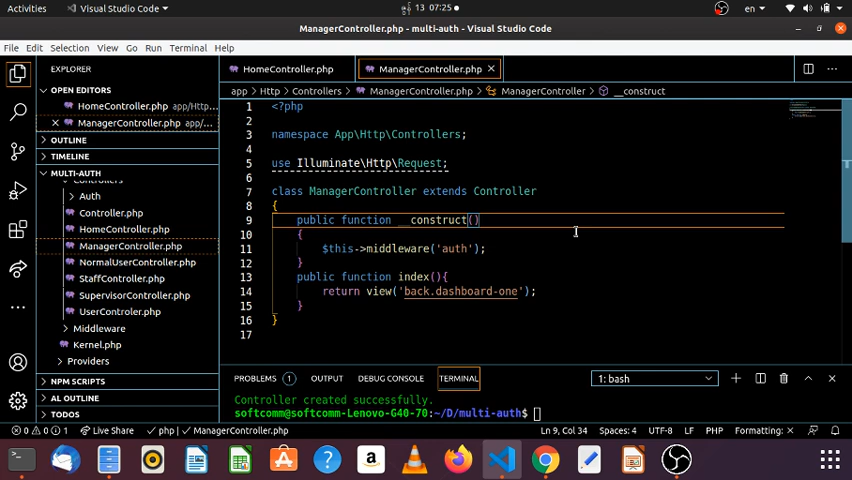 Activities
Visual Studio Code
13 07:25
en
ManagerController.php - multi-auth - Visual Studio Code
File Edit Selection View Go Run Terminal Help
EXPLORER
HomeController.php
ManagerController.php
OPEN EDITORS
HomeController.php app/Http...
ManagerController.php app/...
OUTLINE
TIMELINE
MULTI-AUTH
Controllers
Auth
Controller.php
HomeController.php
ManagerController.php
NormalUserController.php
StaffController.php
SupervisorController.php
UserController.php
Middleware
Kernel.php
Providers
NPM SCRIPTS
AL OUTLINE
TODOS
app > Http > Controllers > ManagerController.php > ManagerController > __construct
1 <?php
2
3 namespace App\Http\Controllers;
4
5 use Illuminate\Http\Request;
6
7 class ManagerController extends Controller
8 {
9 public function __construct()
10 {
11 $this->middleware('auth');
12 }
13 public function index(){
14 return view('back.dashboard-one');
15 }
16 }
17
PROBLEMS 1 OUTPUT DEBUG CONSOLE TERMINAL
1: bash
Controller created successfully.
softcomm@softcomm-Lenovo-G40-70:~/D/multi-auth$
0 0 1 Live Share php ManagerController.php Ln 9, Col 34 Spaces: 4 UTF-8 LF PHP Formatting: